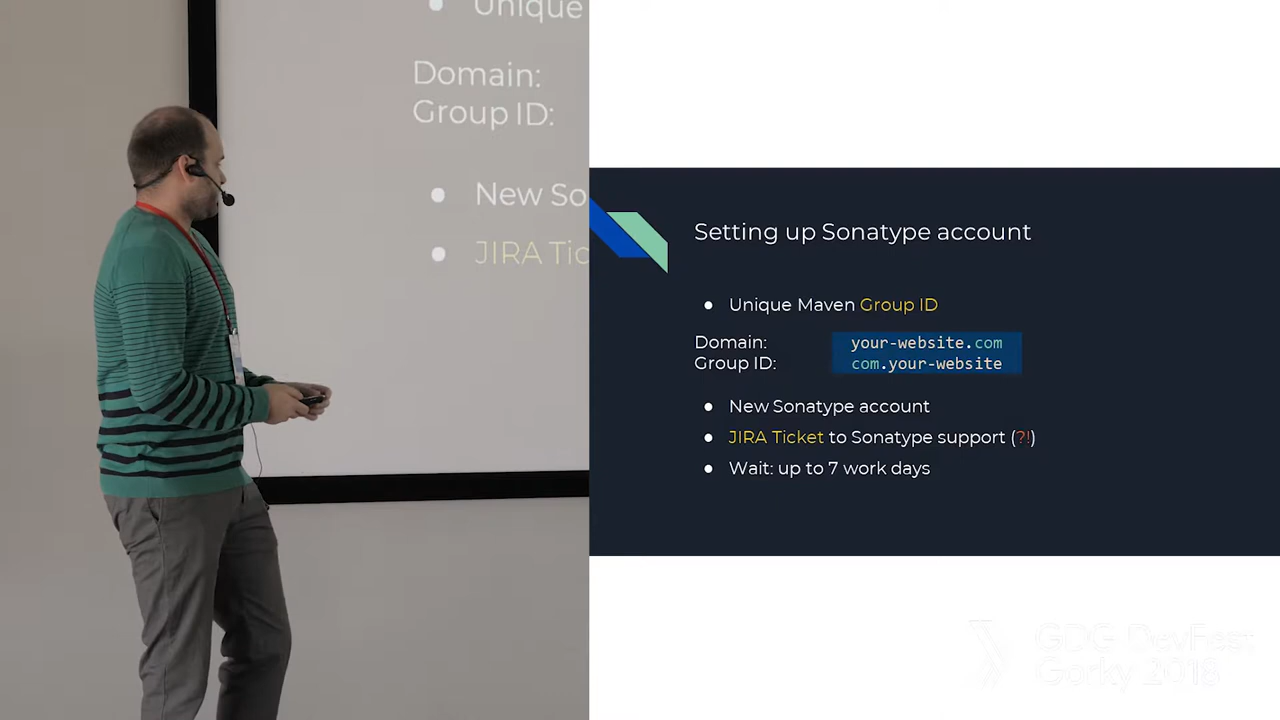 Unique
Domain:
Group ID:
New So
JIRA Tic
Setting up Sonatype account
Unique Maven Group ID
Domain: your-website.com
Group ID: com.your-website
New Sonatype account
JIRA Ticket to Sonatype support (?!)
Wait: up to 7 work days
GDG DevFest
Gorky 2018